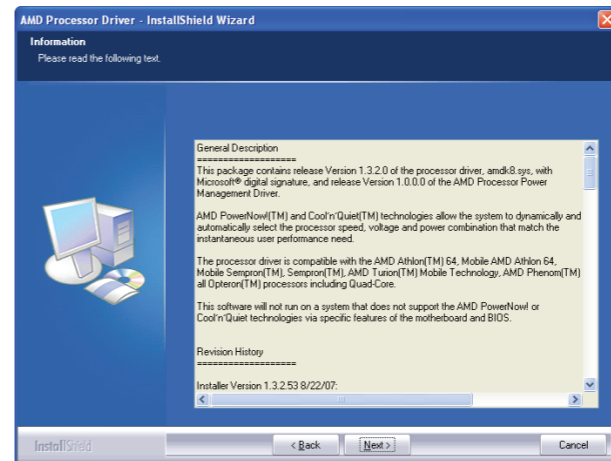 AMD Processor Driver - InstallShield Wizard
Information
Please read the following text.
General Description
===================
This package contains release Version 1.3.2.0 of the processor driver, amdk8.sys, with
Microsoft® digital signature, and release Version 1.0.0.0 of the AMD Processor Power
Management Driver.
AMD PowerNow!(TM) and Cool'n'Quiet(TM) technologies allow the system to dynamically and
automatically select the processor speed, voltage and power combination that match the
instantaneous user performance need.
The processor driver is compatible with the AMD Athlon(TM) 64, Mobile AMD Athlon 64,
Mobile Sempron(TM), Sempron(TM), AMD Turion(TM) Mobile Technology, AMD Phenom(TM)
all Opteron(TM) processors including Quad-Core.
This software will not run on a system that does not support the AMD PowerNow! or
Cool'n'Quiet technologies via specific features of the motherboard and BIOS.
Revision History
===================
Installer Version 1.3.2.53 8/22/07:
InstallShield
< Back
Next >
Cancel